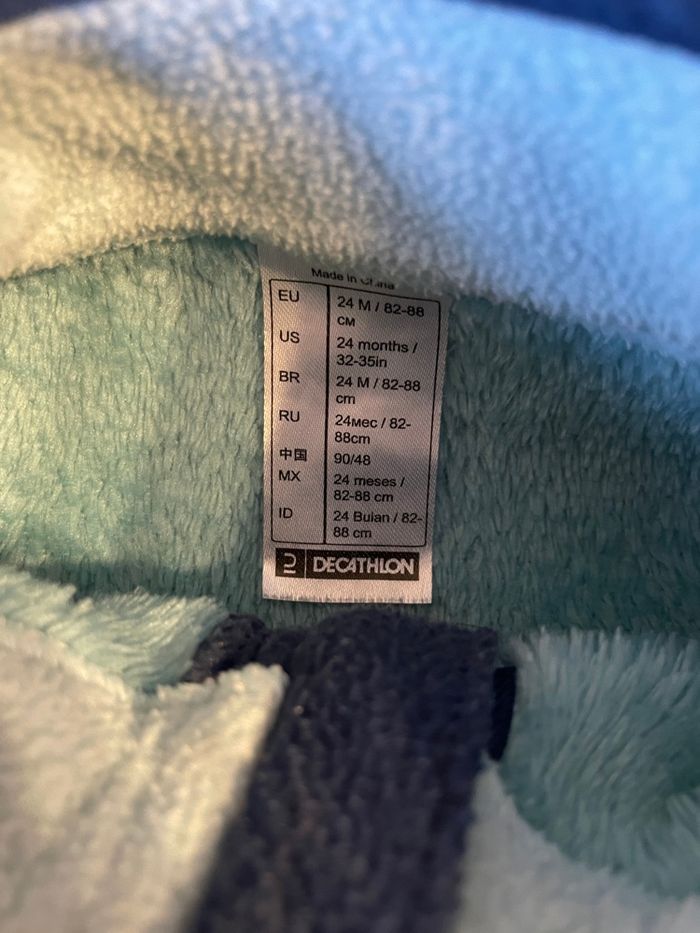 Made in China
EU 24 M / 82-88
CM
US 24 months /
32-35in
BR 24 M / 82-88
cm
RU 24мес / 82-
88cm
中国 90/48
MX 24 meses /
82-88 cm
ID 24 Bulan / 82-
88 cm
DECATHLON